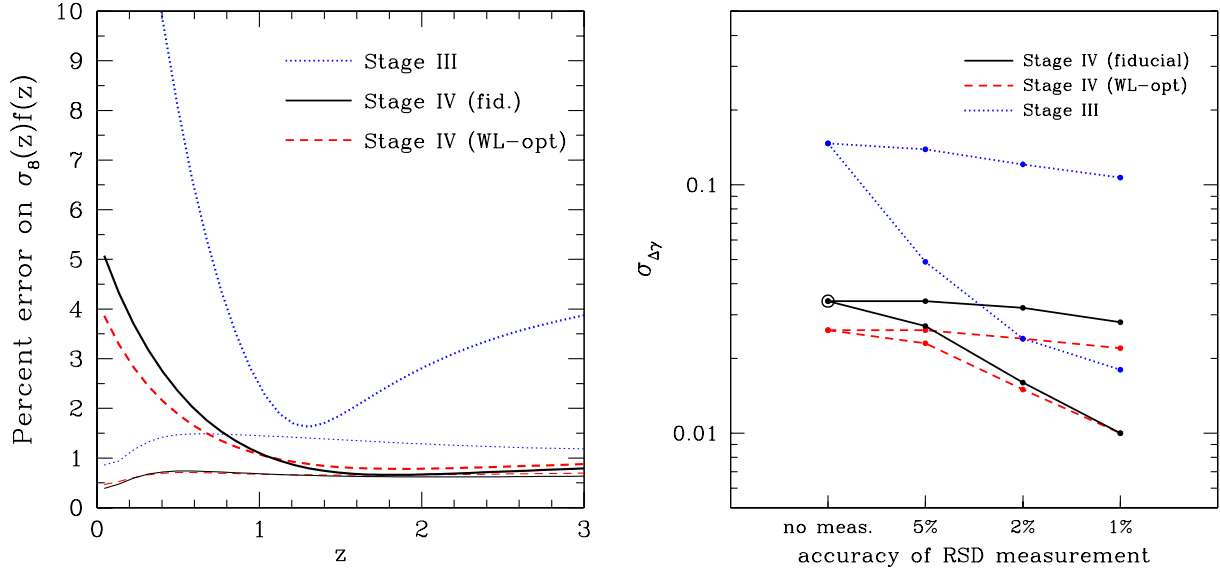 Percent error on σ8(z)f(z)
10
9
8
7
6
5
4
3
2
1
0
Stage III
Stage IV (fid.)
Stage IV (WL−opt)
0
1
2
3
z
σΔγ
0.1
0.01
Stage IV (fiducial)
Stage IV (WL−opt)
Stage III
no meas.
5%
2%
1%
accuracy of RSD measurement